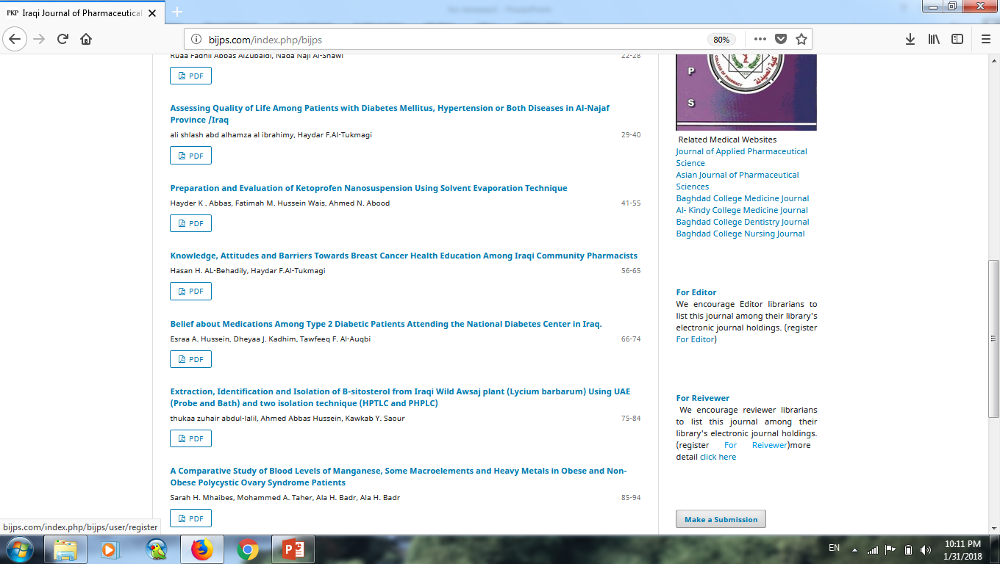 PKP Iraqi Journal of Pharmaceutical
bijps.com/index.php/bijps
80%
Ruaa Fadhil Abbas AlZubaidi, Nada Naji Al-Shawi
22-28
PDF
Assessing Quality of Life Among Patients with Diabetes Mellitus, Hypertension or Both Diseases in Al-Najaf
Province /Iraq
ali shlash abd alhamza al ibrahimy, Haydar F.Al-Tukmagi
29-40
PDF
Preparation and Evaluation of Ketoprofen Nanosuspension Using Solvent Evaporation Technique
Hayder K . Abbas, Fatimah M. Hussein Wais, Ahmed N. Abood
41-55
PDF
Knowledge, Attitudes and Barriers Towards Breast Cancer Health Education Among Iraqi Community Pharmacists
Hasan H. AL-Behadily, Haydar F.Al-Tukmagi
56-65
PDF
Belief about Medications Among Type 2 Diabetic Patients Attending the National Diabetes Center in Iraq.
Esraa A. Hussein, Dheyaa J. Kadhim, Tawfeeq F. Al-Auqbi
66-74
PDF
Extraction, Identification and Isolation of B-sitosterol from Iraqi Wild Awsaj plant (Lycium barbarum) Using UAE
(Probe and Bath) and two isolation technique (HPTLC and PHPLC)
thukaa zuhair abdul-lalil, Ahmed Abbas Hussein, Kawkab Y. Saour
75-84
PDF
A Comparative Study of Blood Levels of Manganese, Some Macroelements and Heavy Metals in Obese and Non-
Obese Polycystic Ovary Syndrome Patients
Sarah H. Mhaibes, Mohammed A. Taher, Ala H. Badr, Ala H. Badr
85-94
PDF
P
S
COLLEGE OF PHARMACY
كلية الصيدلة
Related Medical Websites
Journal of Applied Pharmaceutical
Science
Asian Journal of Pharmaceutical
Sciences
Baghdad College Medicine Journal
Al- Kindy College Medicine Journal
Baghdad College Dentistry Journal
Baghdad College Nursing Journal
For Editor
We encourage Editor librarians to
list this journal among their library's
electronic journal holdings. (register
For Editor)
For Reivewer
We encourage reviewer librarians
to list this journal among their
library's electronic journal holdings.
(register For Reivewer)more
detail click here
Make a Submission
bijps.com/index.php/bijps/user/register
EN
10:11 PM
1/31/2018